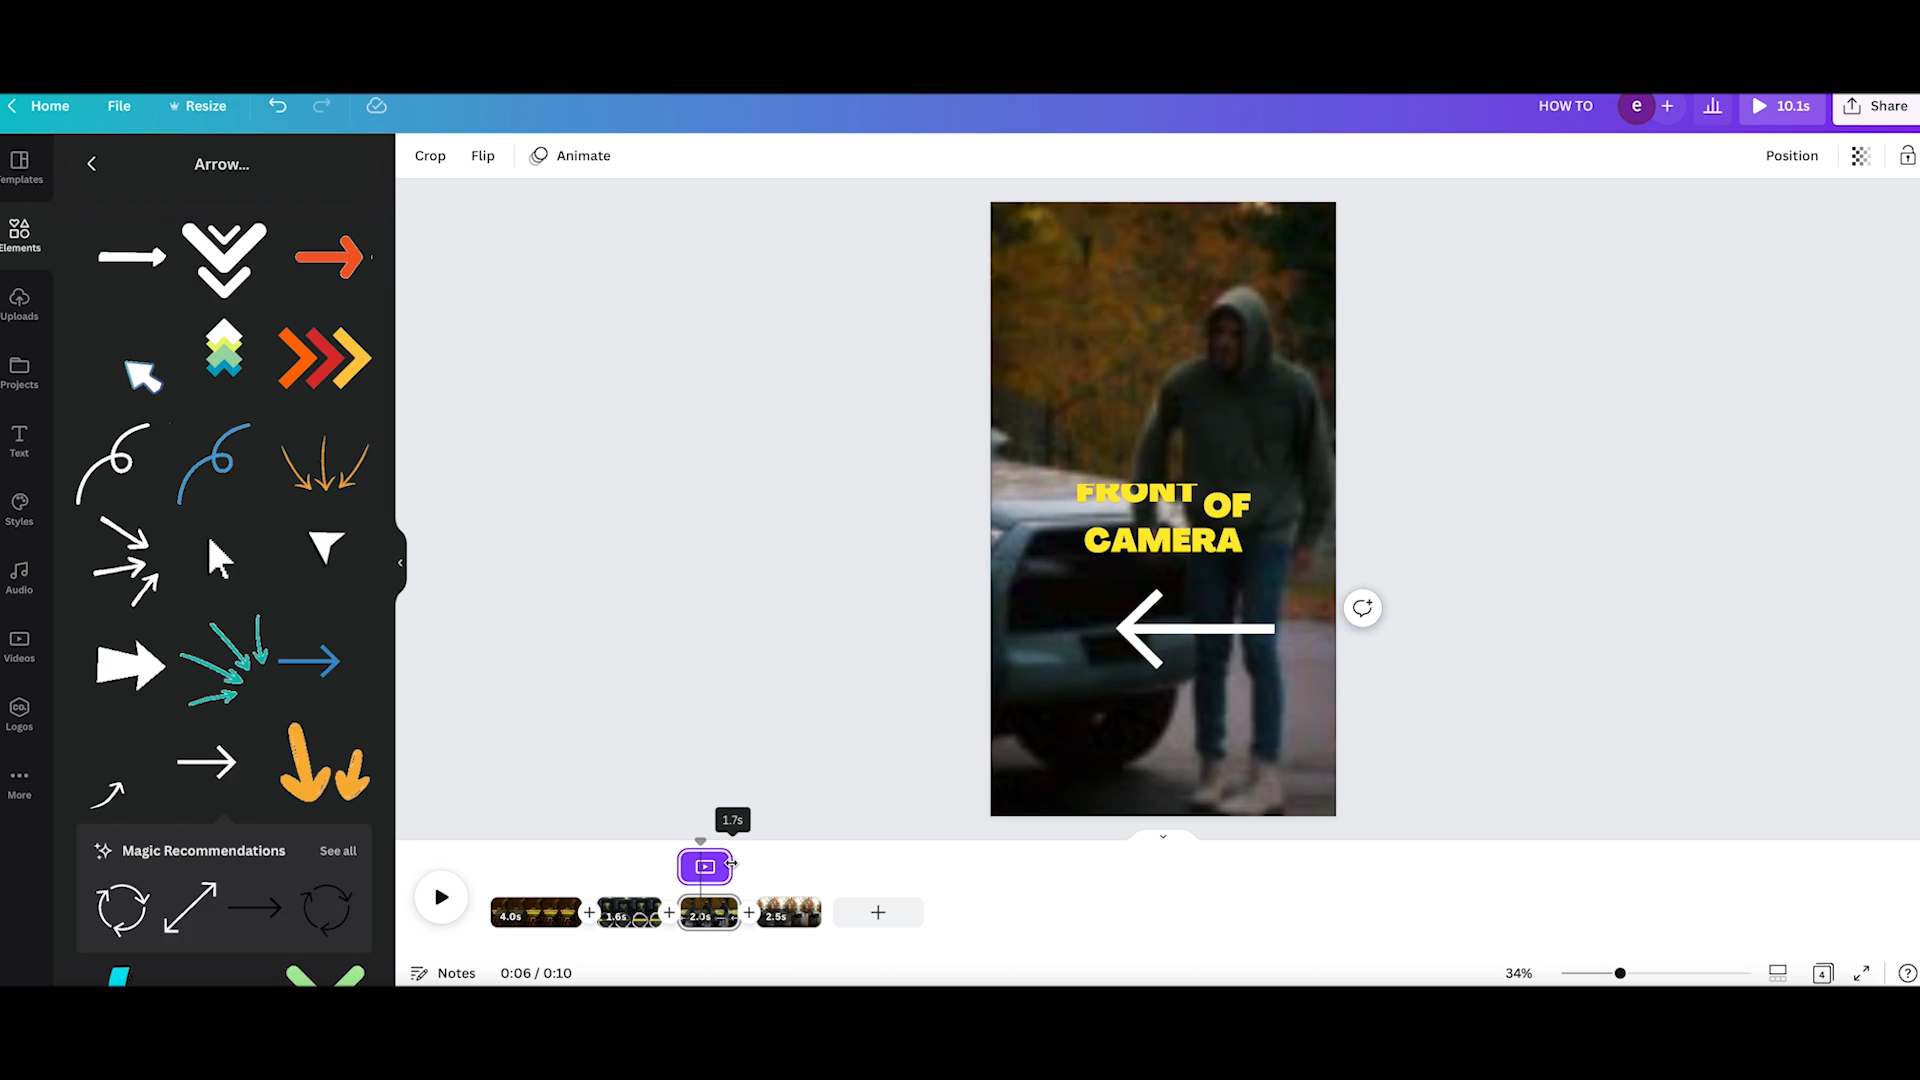 Home
File
Resize
HOW TO
e
10.1s
Share
Templates
Elements
Uploads
Projects
Text
Styles
Audio
Videos
CO.
Logos
More
Arrow...
Magic Recommendations
See all
Crop
Flip
Animate
Position
FRONT
OF
CAMERA
1.7s
4.0s
1.6s
2.0s
2.5s
Notes
0:06 / 0:10
34%
4
?